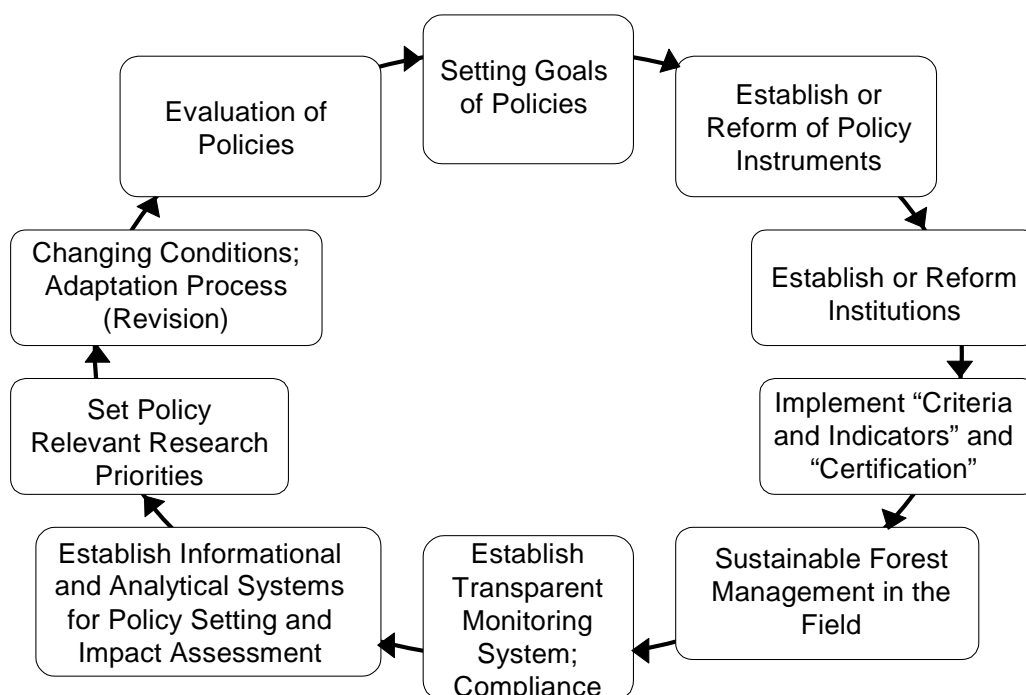 Setting Goals
of Policies
Establish or
Reform of Policy
Instruments
Establish or Reform
Institutions
Implement “Criteria
and Indicators” and
“Certification”
Sustainable Forest
Management in the
Field
Establish
Transparent
Monitoring
System;
Compliance
Establish Informational
and Analytical Systems
for Policy Setting and
Impact Assessment
Set Policy
Relevant Research
Priorities
Changing Conditions;
Adaptation Process
(Revision)
Evaluation of
Policies